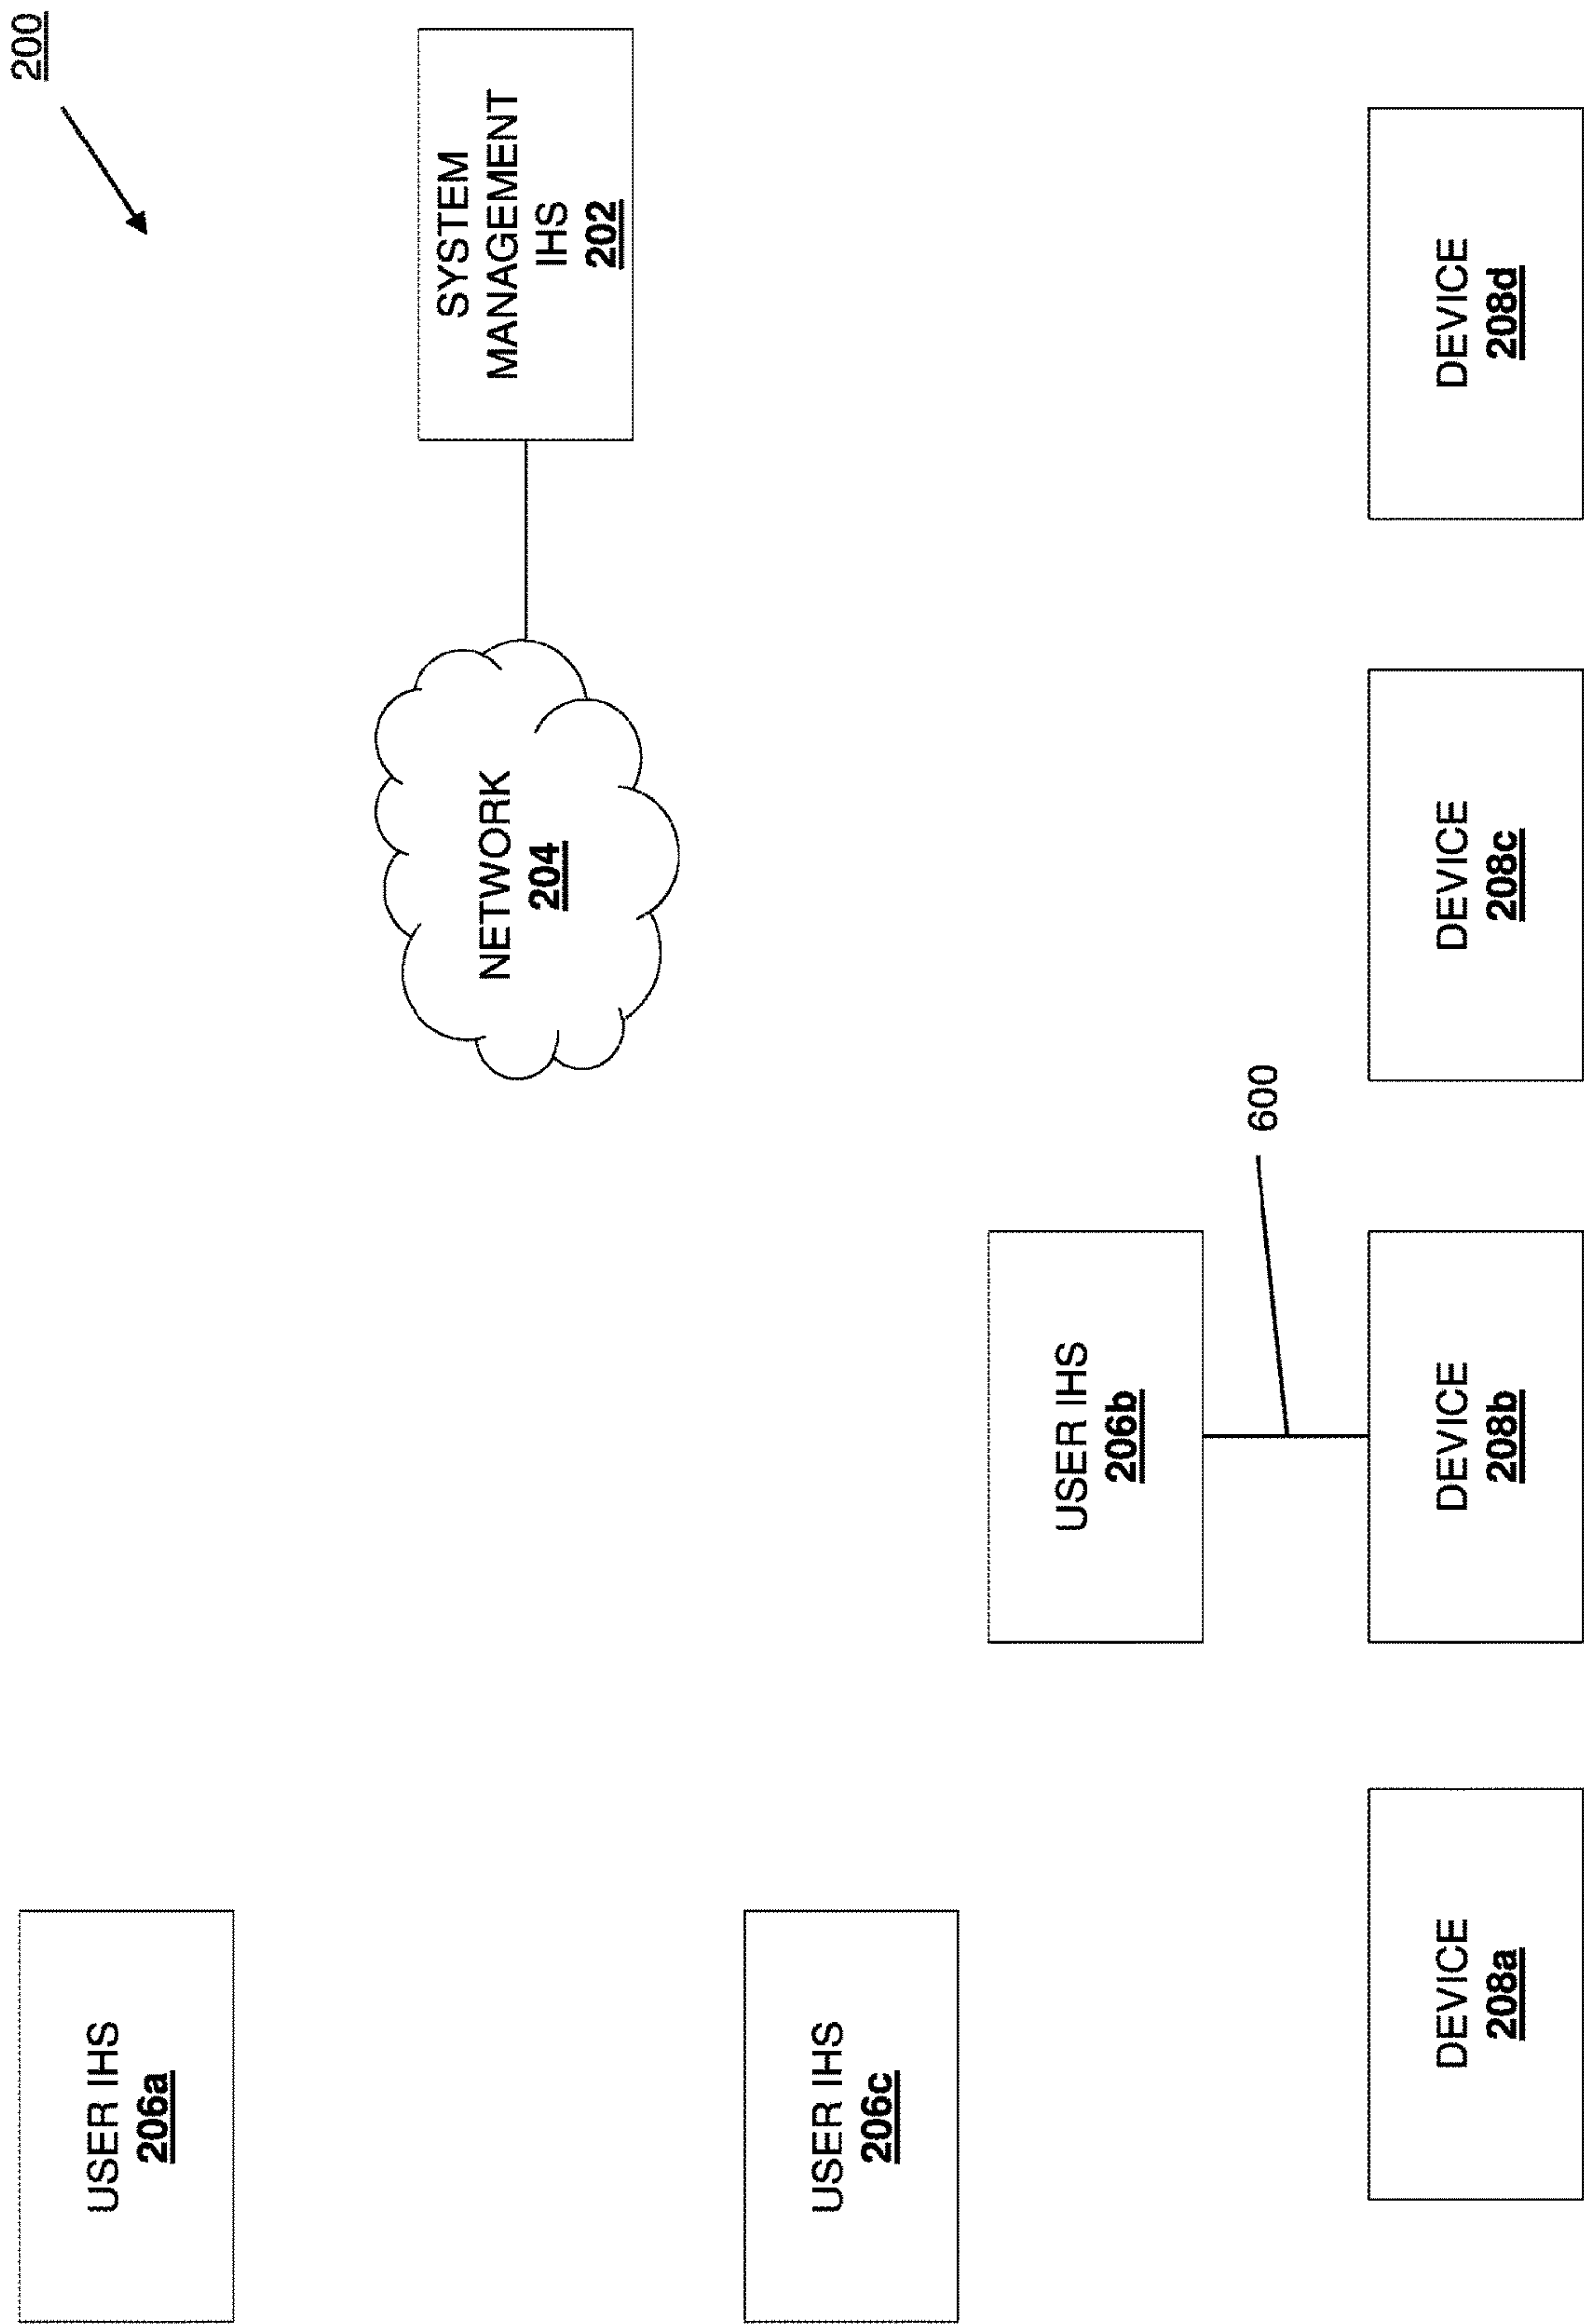 200
USER IHS
206a
SYSTEM
MANAGEMENT
IHS
202
NETWORK
204
USER IHS
206c
USER IHS
206b
600
DEVICE
208a
DEVICE
208b
DEVICE
208c
DEVICE
208d